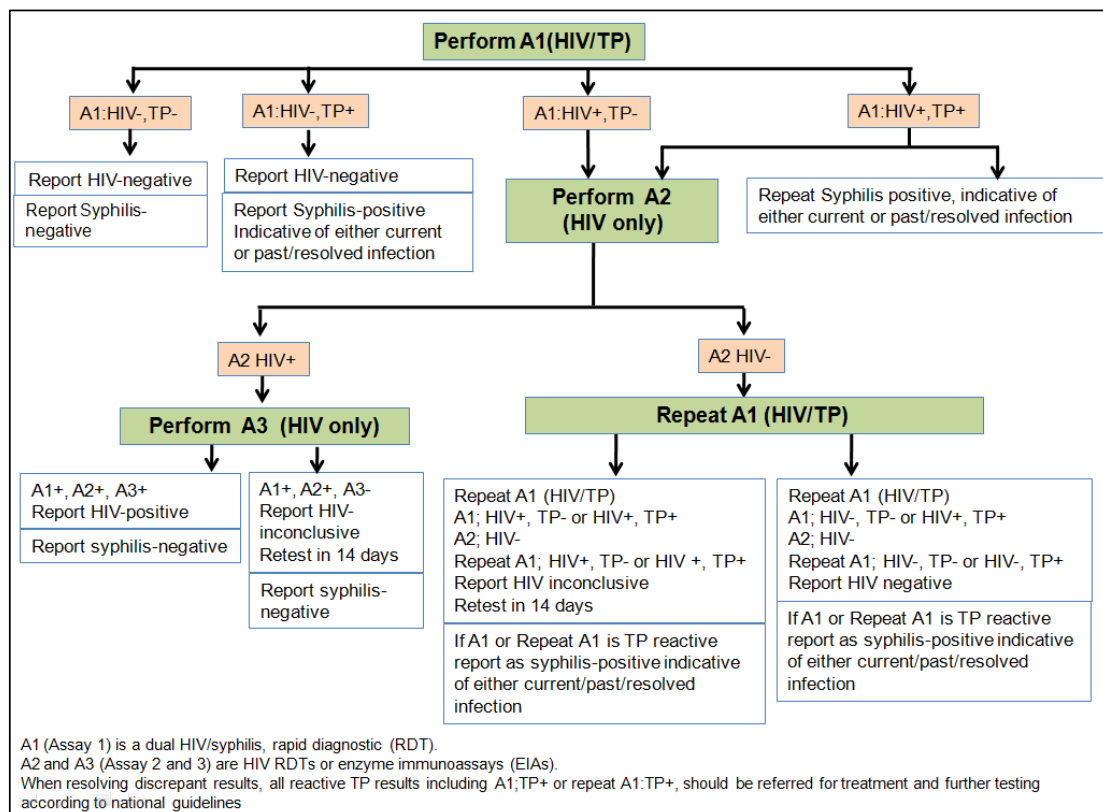 Perform A1(HIV/TP)
A1:HIV-,TP-
A1:HIV-,TP+
A1:HIV+,TP-
A1:HIV+,TP+
Report HIV-negative
Report Syphilis-
negative
Report HIV-negative
Report Syphilis-positive
Indicative of either current
or past/resolved infection
Perform A2
(HIV only)
Repeat Syphilis positive, indicative
of either current or past/resolved infection
A2 HIV+
A2 HIV-
Perform A3 (HIV only)
Repeat A1 (HIV/TP)
A1+, A2+, A3+
Report HIV-positive
Report syphilis-negative
A1+, A2+, A3-
Report HIV-
inconclusive
Retest in 14 days
Report syphilis-
negative
Repeat A1 (HIV/TP)
A1; HIV+, TP- or HIV+, TP+
A2; HIV-
Repeat A1; HIV+, TP- or HIV +, TP+
Report HIV inconclusive
Retest in 14 days
If A1 or Repeat A1 is TP reactive
report as syphilis-positive indicative
of either current/past/resolved
infection
Repeat A1 (HIV/TP)
A1; HIV-, TP- or HIV+, TP+
A2; HIV-
Repeat A1; HIV-, TP- or HIV-, TP+
Report HIV negative
If A1 or Repeat A1 is TP reactive
report as syphilis-positive indicative
of either current/past/resolved
infection
A1 (Assay 1) is a dual HIV/syphilis, rapid diagnostic (RDT).
A2 and A3 (Assay 2 and 3) are HIV RDTs or enzyme immunoassays (EIAs).
When resolving discrepant results, all reactive TP results including A1;TP+ or repeat A1:TP+, should be referred for treatment and further testing
according to national guidelines